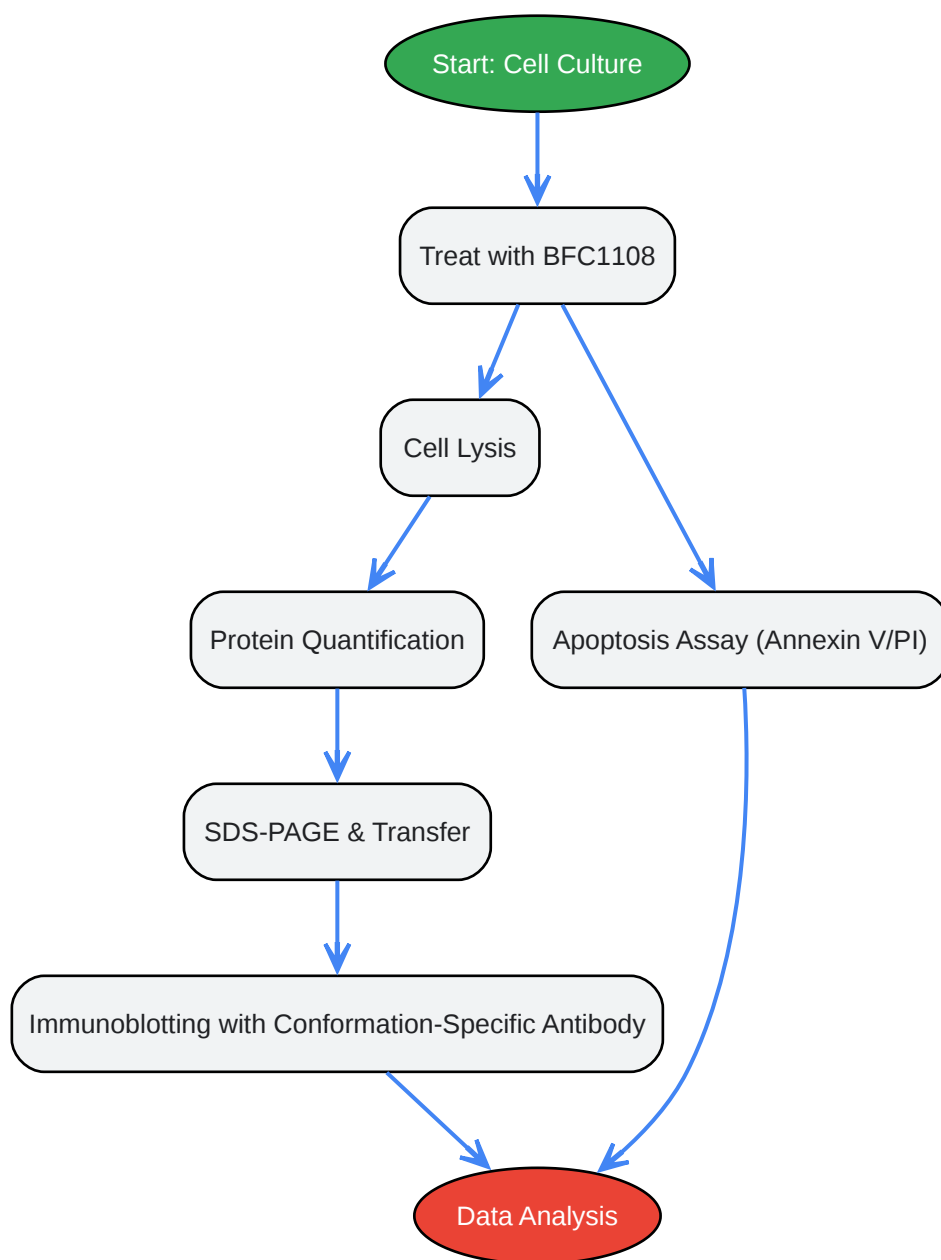 Start: Cell Culture
Treat with BFC1108
Cell Lysis
Protein Quantification
Apoptosis Assay (Annexin V/PI)
SDS-PAGE & Transfer
Immunoblotting with Conformation-Specific Antibody
Data Analysis